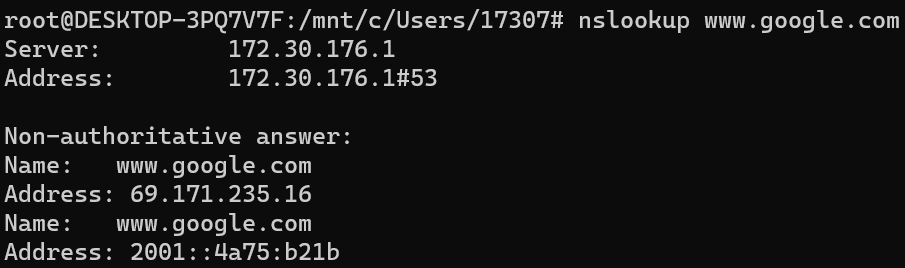 root@DESKTOP-3PQ7V7F:/mnt/c/Users/17307# nslookup www.google.com
Server:         172.30.176.1
Address:        172.30.176.1#53

Non-authoritative answer:
Name:   www.google.com
Address: 69.171.235.16
Name:   www.google.com
Address: 2001::4a75:b21b